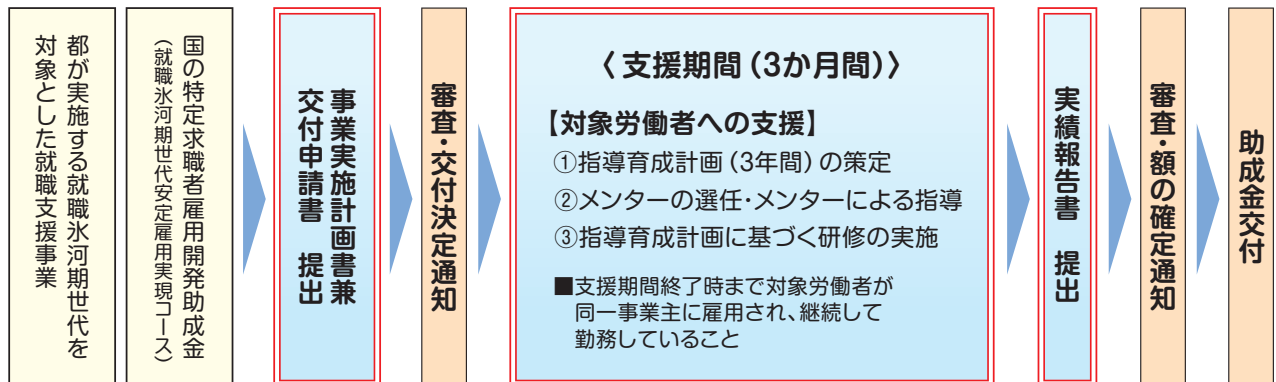 都が実施する就職氷河期世代を
対象とした就職支援事業
国の特定求職者雇用開発助成金
(就職氷河期世代安定雇用実現コース)
事業実施計画書兼
交付申請書 提出
審査・交付決定通知
〈支援期間(3か月間)〉
【対象労働者への支援】
①指導育成計画(3年間)の策定
②メンターの選任・メンターによる指導
③指導育成計画に基づく研修の実施
■支援期間終了時まで対象労働者が
同一事業主に雇用され、継続して
勤務していること
実績報告書 提出
審査・額の確定通知
助成金交付